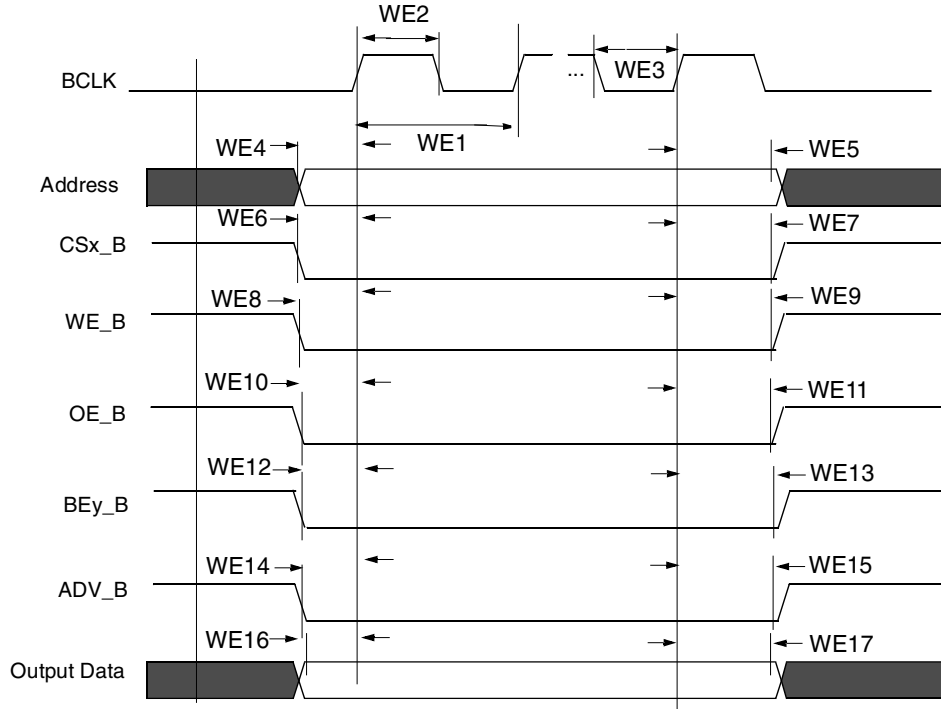 WE2
BCLK
...
WE3
WE1
WE4
WE5
Address
WE6
WE7
CSx_B
WE8
WE9
WE_B
WE10
WE11
OE_B
WE12
WE13
BEy_B
WE14
WE15
ADV_B
WE16
WE17
Output Data